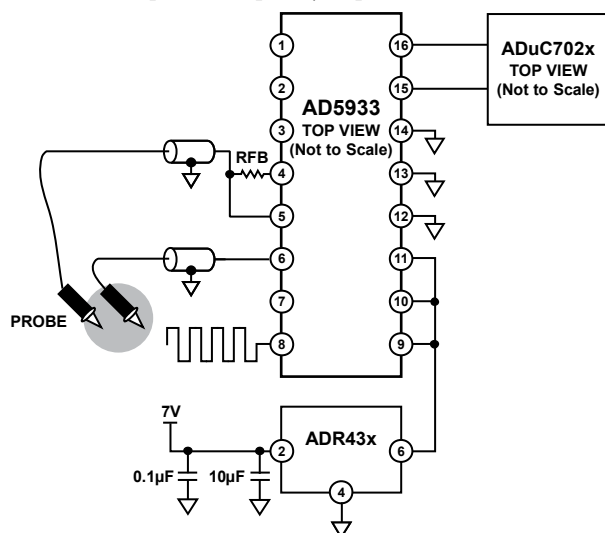 1
16
ADuC702x
TOP VIEW
(Not to Scale)
2
15
AD5933
TOP VIEW
(Not to Scale)
3
14
RFB
4
13
5
12
6
11
7
10
PROBE
8
9
7V
ADR43x
2
6
0.1µF
10µF
4